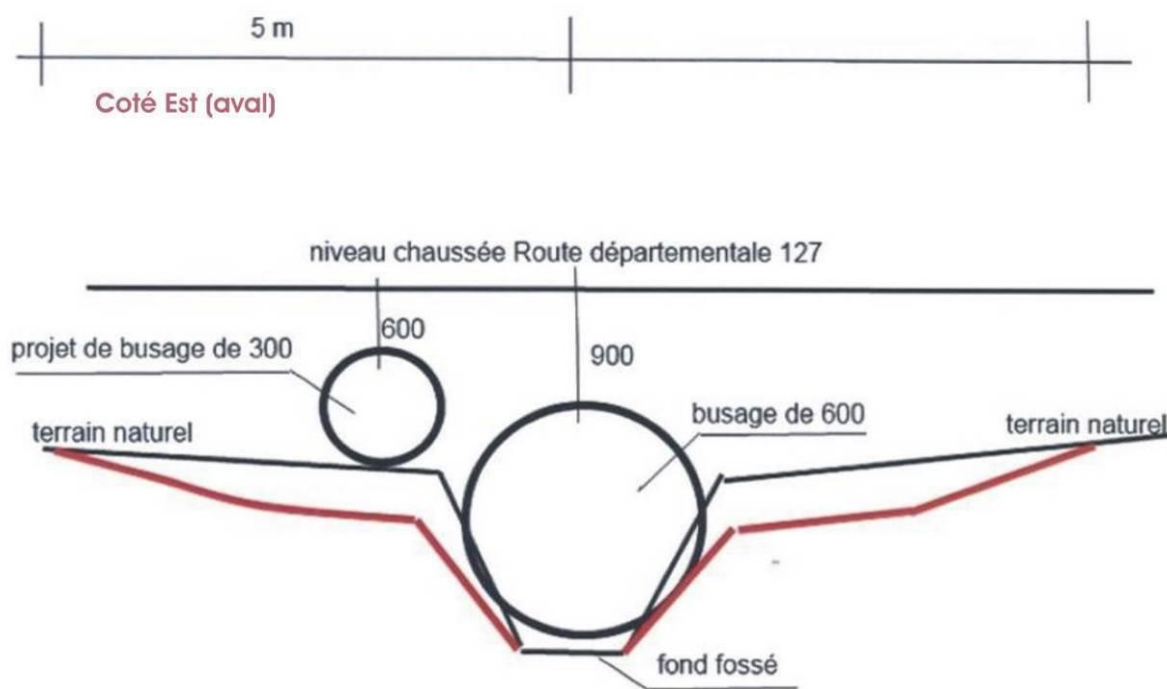 5 m
Coté Est (aval)
niveau chaussée Route départementale 127
600
projet de busage de 300
900
busage de 600
terrain naturel
terrain naturel
fond fossé